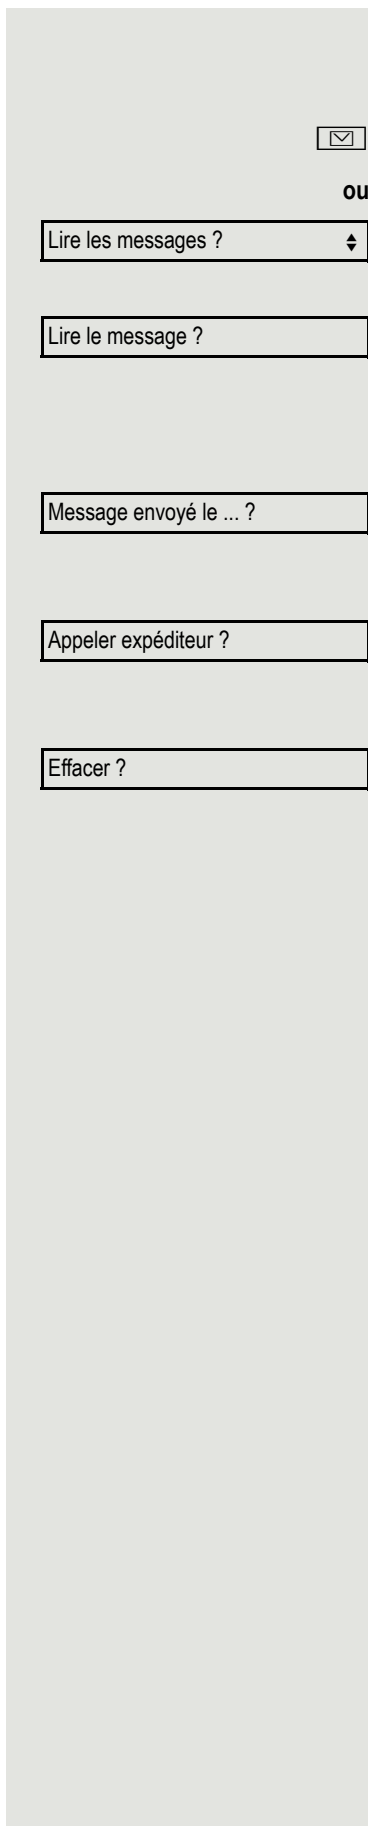 ou
Lire les messages ?
Lire le message ?
Message envoyé le ... ?
Appeler expéditeur ?
Effacer ?